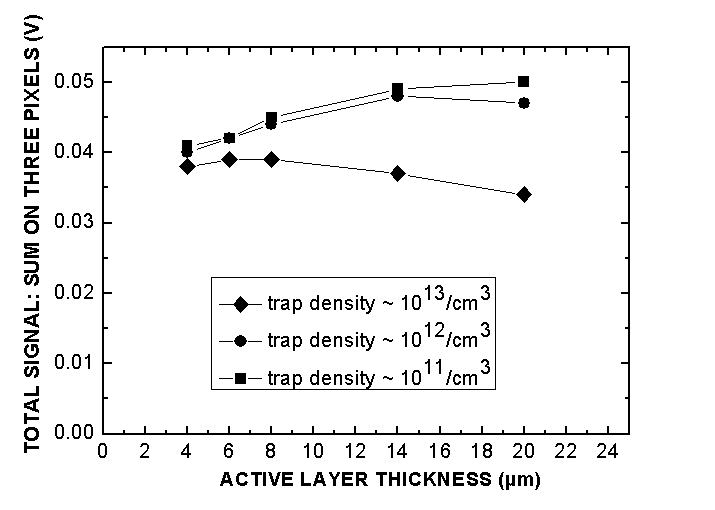 TOTAL SIGNAL: SUM ON THREE PIXELS (V)
0.05
0.04
0.03
0.02
0.01
0.00
trap density ~ 10^13/cm^3
trap density ~ 10^12/cm^3
trap density ~ 10^11/cm^3
0 2 4 6 8 10 12 14 16 18 20 22 24
ACTIVE LAYER THICKNESS (µm)